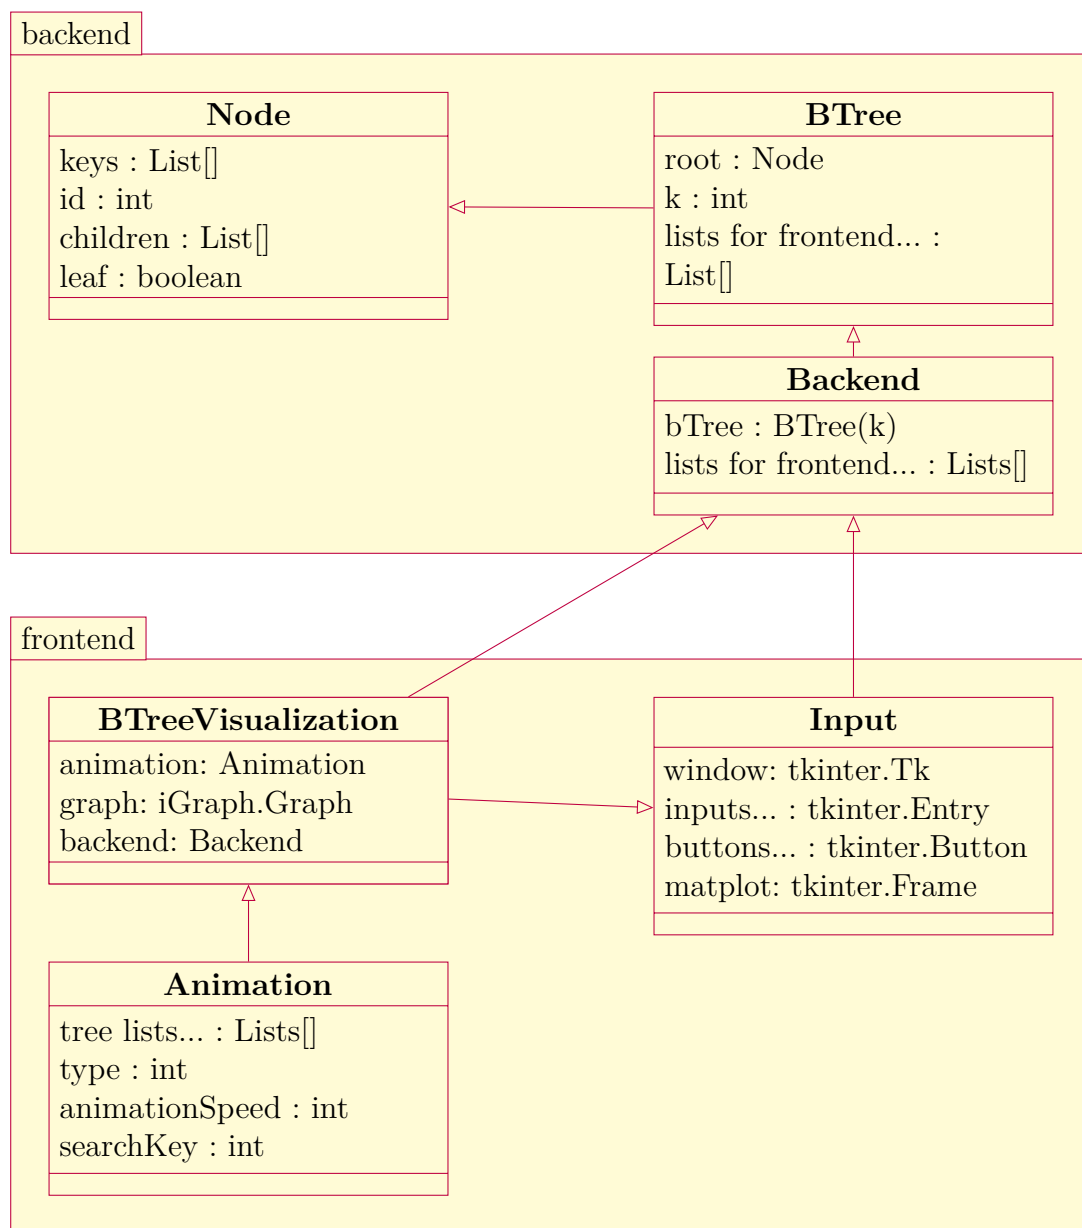 backend
Node
keys : List[]
id : int
children : List[]
leaf : boolean
BTree
root : Node
k : int
lists for frontend... :
List[]
Backend
bTree : BTree(k)
lists for frontend... : Lists[]
frontend
BTreeVisualization
animation: Animation
graph: iGraph.Graph
backend: Backend
Input
window: tkinter.Tk
inputs... : tkinter.Entry
buttons... : tkinter.Button
matplot: tkinter.Frame
Animation
tree lists... : Lists[]
type : int
animationSpeed : int
searchKey : int